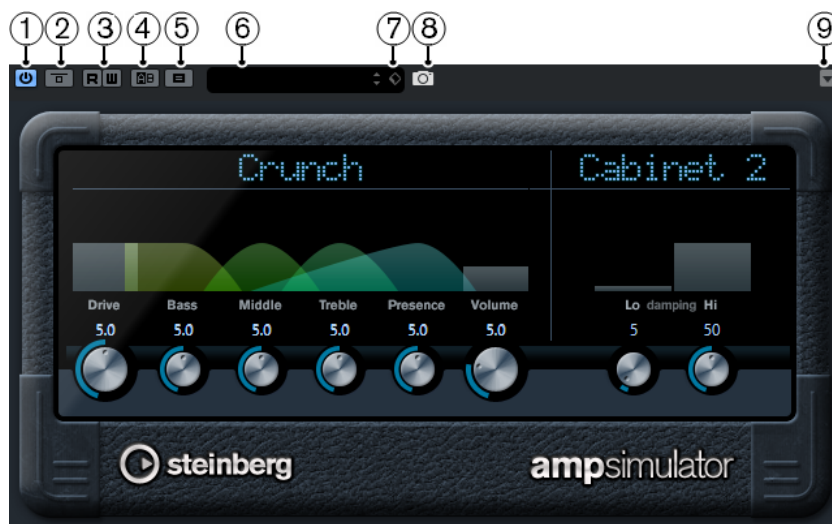 1 2 3 4 5 6 7 8 9
R W A B
Crunch Cabinet 2
Drive Bass Middle Treble Presence Volume Lo damping Hi
5.0 5.0 5.0 5.0 5.0 5.0 5 50
steinberg ampsimulator